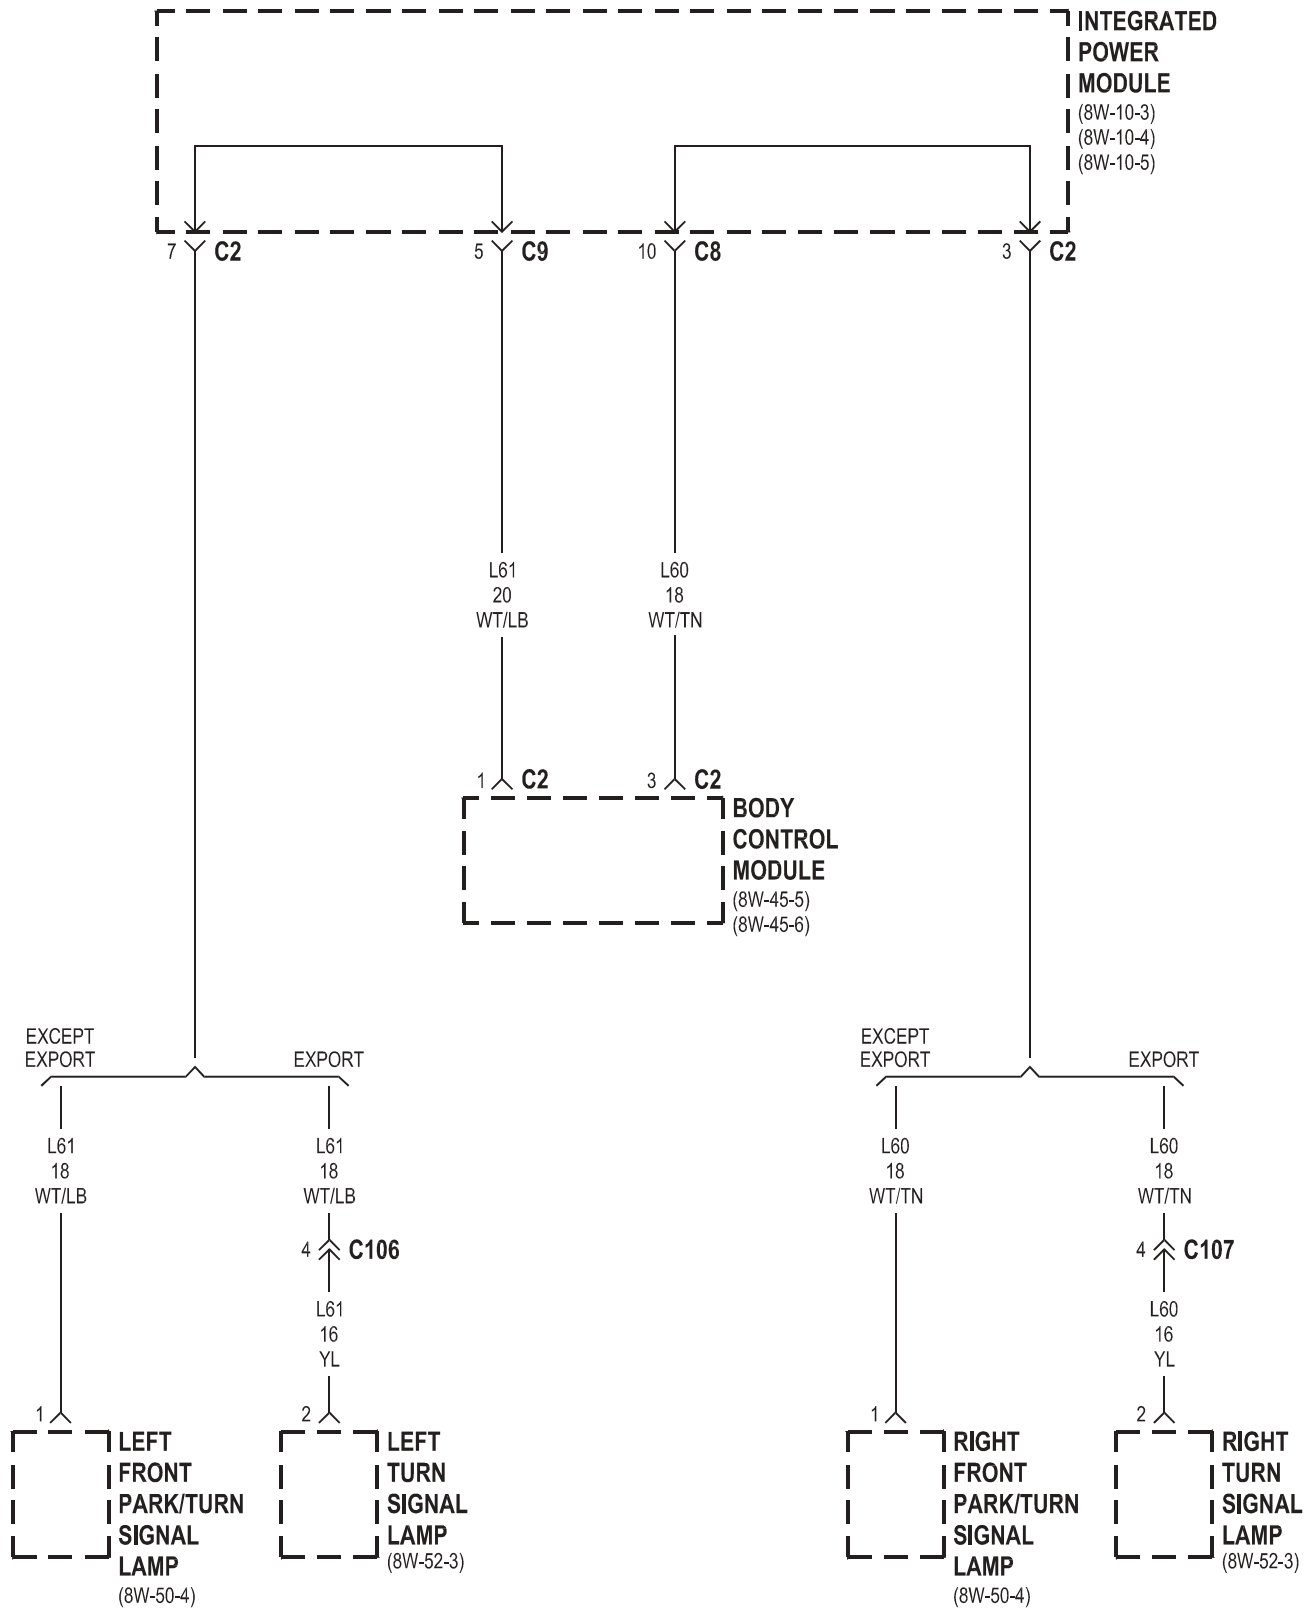 INTEGRATED
POWER
MODULE
(8W-10-3)
(8W-10-4)
(8W-10-5)
7 C2
5 C9
10 C8
3 C2
L61
20
WT/LB
L60
18
WT/TN
1 C2
3 C2
BODY
CONTROL
MODULE
(8W-45-5)
(8W-45-6)
EXCEPT
EXPORT
EXPORT
EXCEPT
EXPORT
EXPORT
L61
18
WT/LB
L61
18
WT/LB
L60
18
WT/TN
L60
18
WT/TN
4 C106
4 C107
L61
16
YL
L60
16
YL
1
2
1
2
LEFT
FRONT
PARK/TURN
SIGNAL
LAMP
(8W-50-4)
LEFT
TURN
SIGNAL
LAMP
(8W-52-3)
RIGHT
FRONT
PARK/TURN
SIGNAL
LAMP
(8W-50-4)
RIGHT
TURN
SIGNAL
LAMP
(8W-52-3)